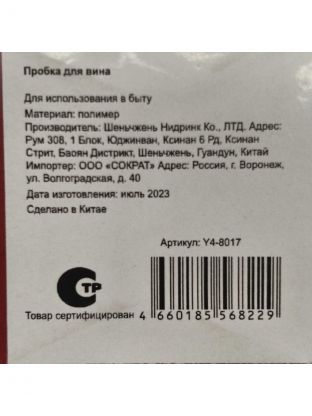 Пробка для вина
Для использования в быту
Материал: полимер
Производитель: Шеньчжень Нидринк Ко., ЛТД. Адрес:
Рум 308, 1 Блок, Юджинван, Ксинан 6 Рд, Ксинан
Стрит, Баоян Дистрикт, Шеньчжень, Гуандун, Китай
Импортер: ООО «СОКРАТ» Адрес: Россия, г. Воронеж,
ул. Волгоградская, д. 40
Дата изготовления: июль 2023
Сделано в Китае
Артикул: Y4-8017
СТР
Товар сертифицирован
4 660185 568229